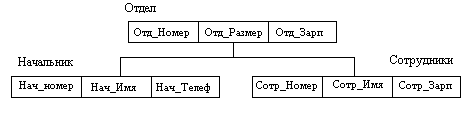 Отдел
Отд_Номер Отд_Размер Отд_Зарп
Начальник Сотрудники
Нач_номер Нач_Имя Нач_Телеф Сотр_Номер Сотр_Имя Сотр_Зарп